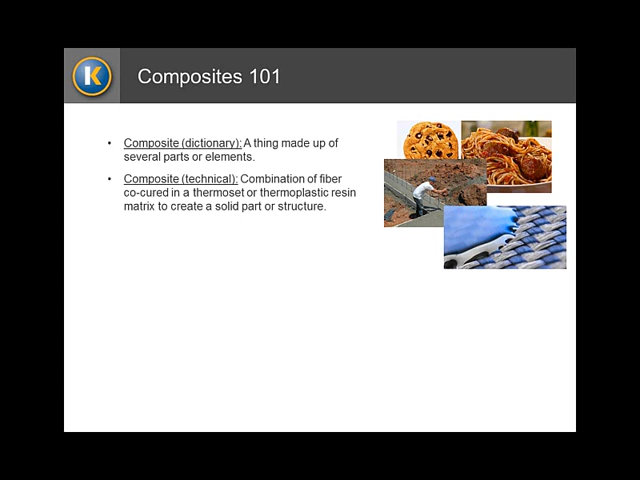 K
Composites 101
• Composite (dictionary): A thing made up of
several parts or elements.
• Composite (technical): Combination of fiber
co-cured in a thermoset or thermoplastic resin
matrix to create a solid part or structure.